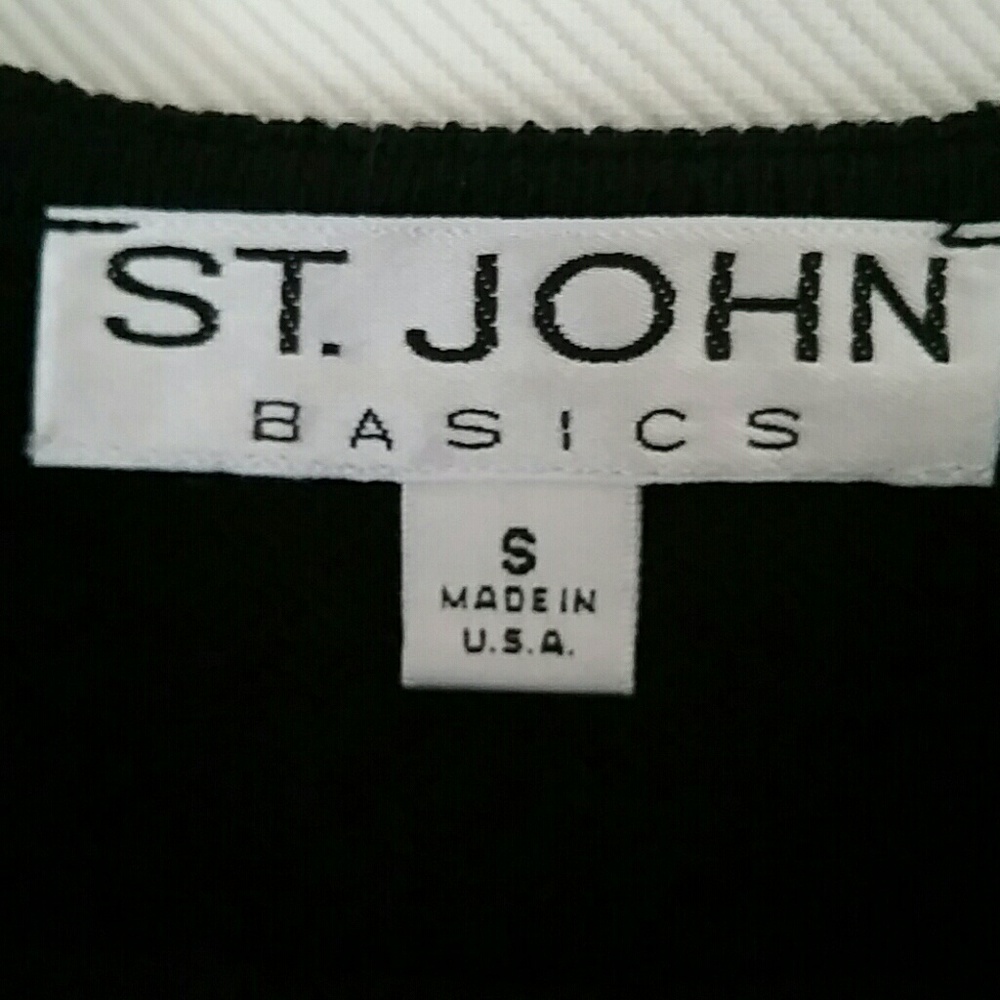 ST. JOHN
BASICS
S
MADE IN
U.S.A.